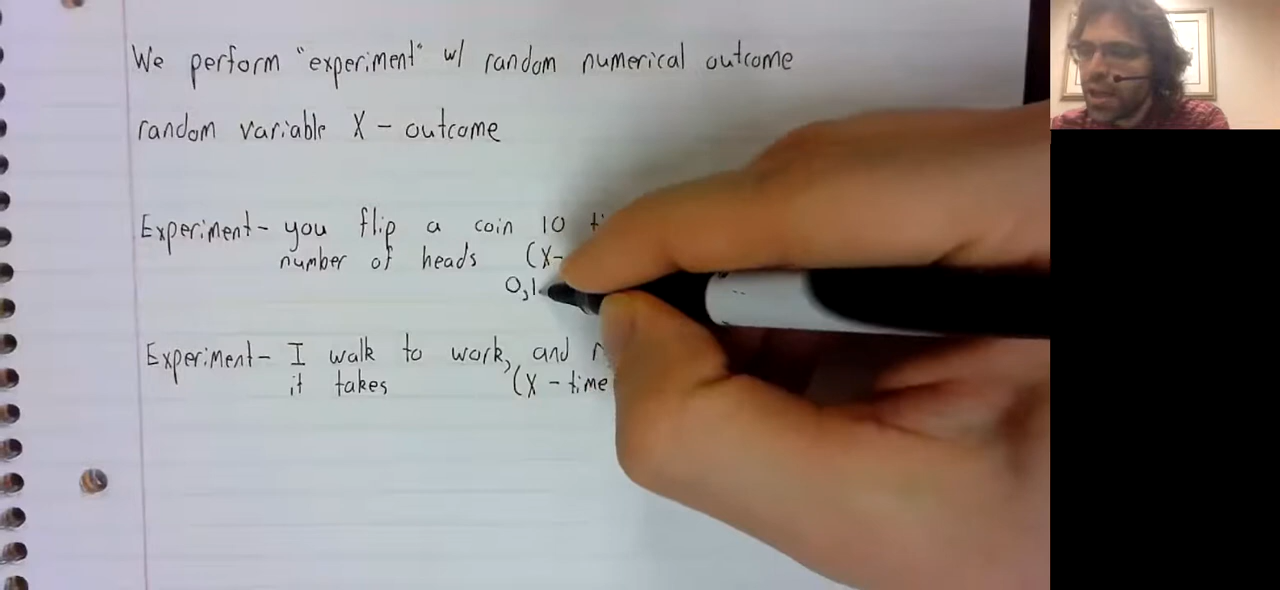 We perform "experiment" w/ random numerical outcome
random variable X - outcome
Experiment - you flip a coin 10
number of heads (X-
0,1
Experiment - I walk to work, and
it takes (X - time